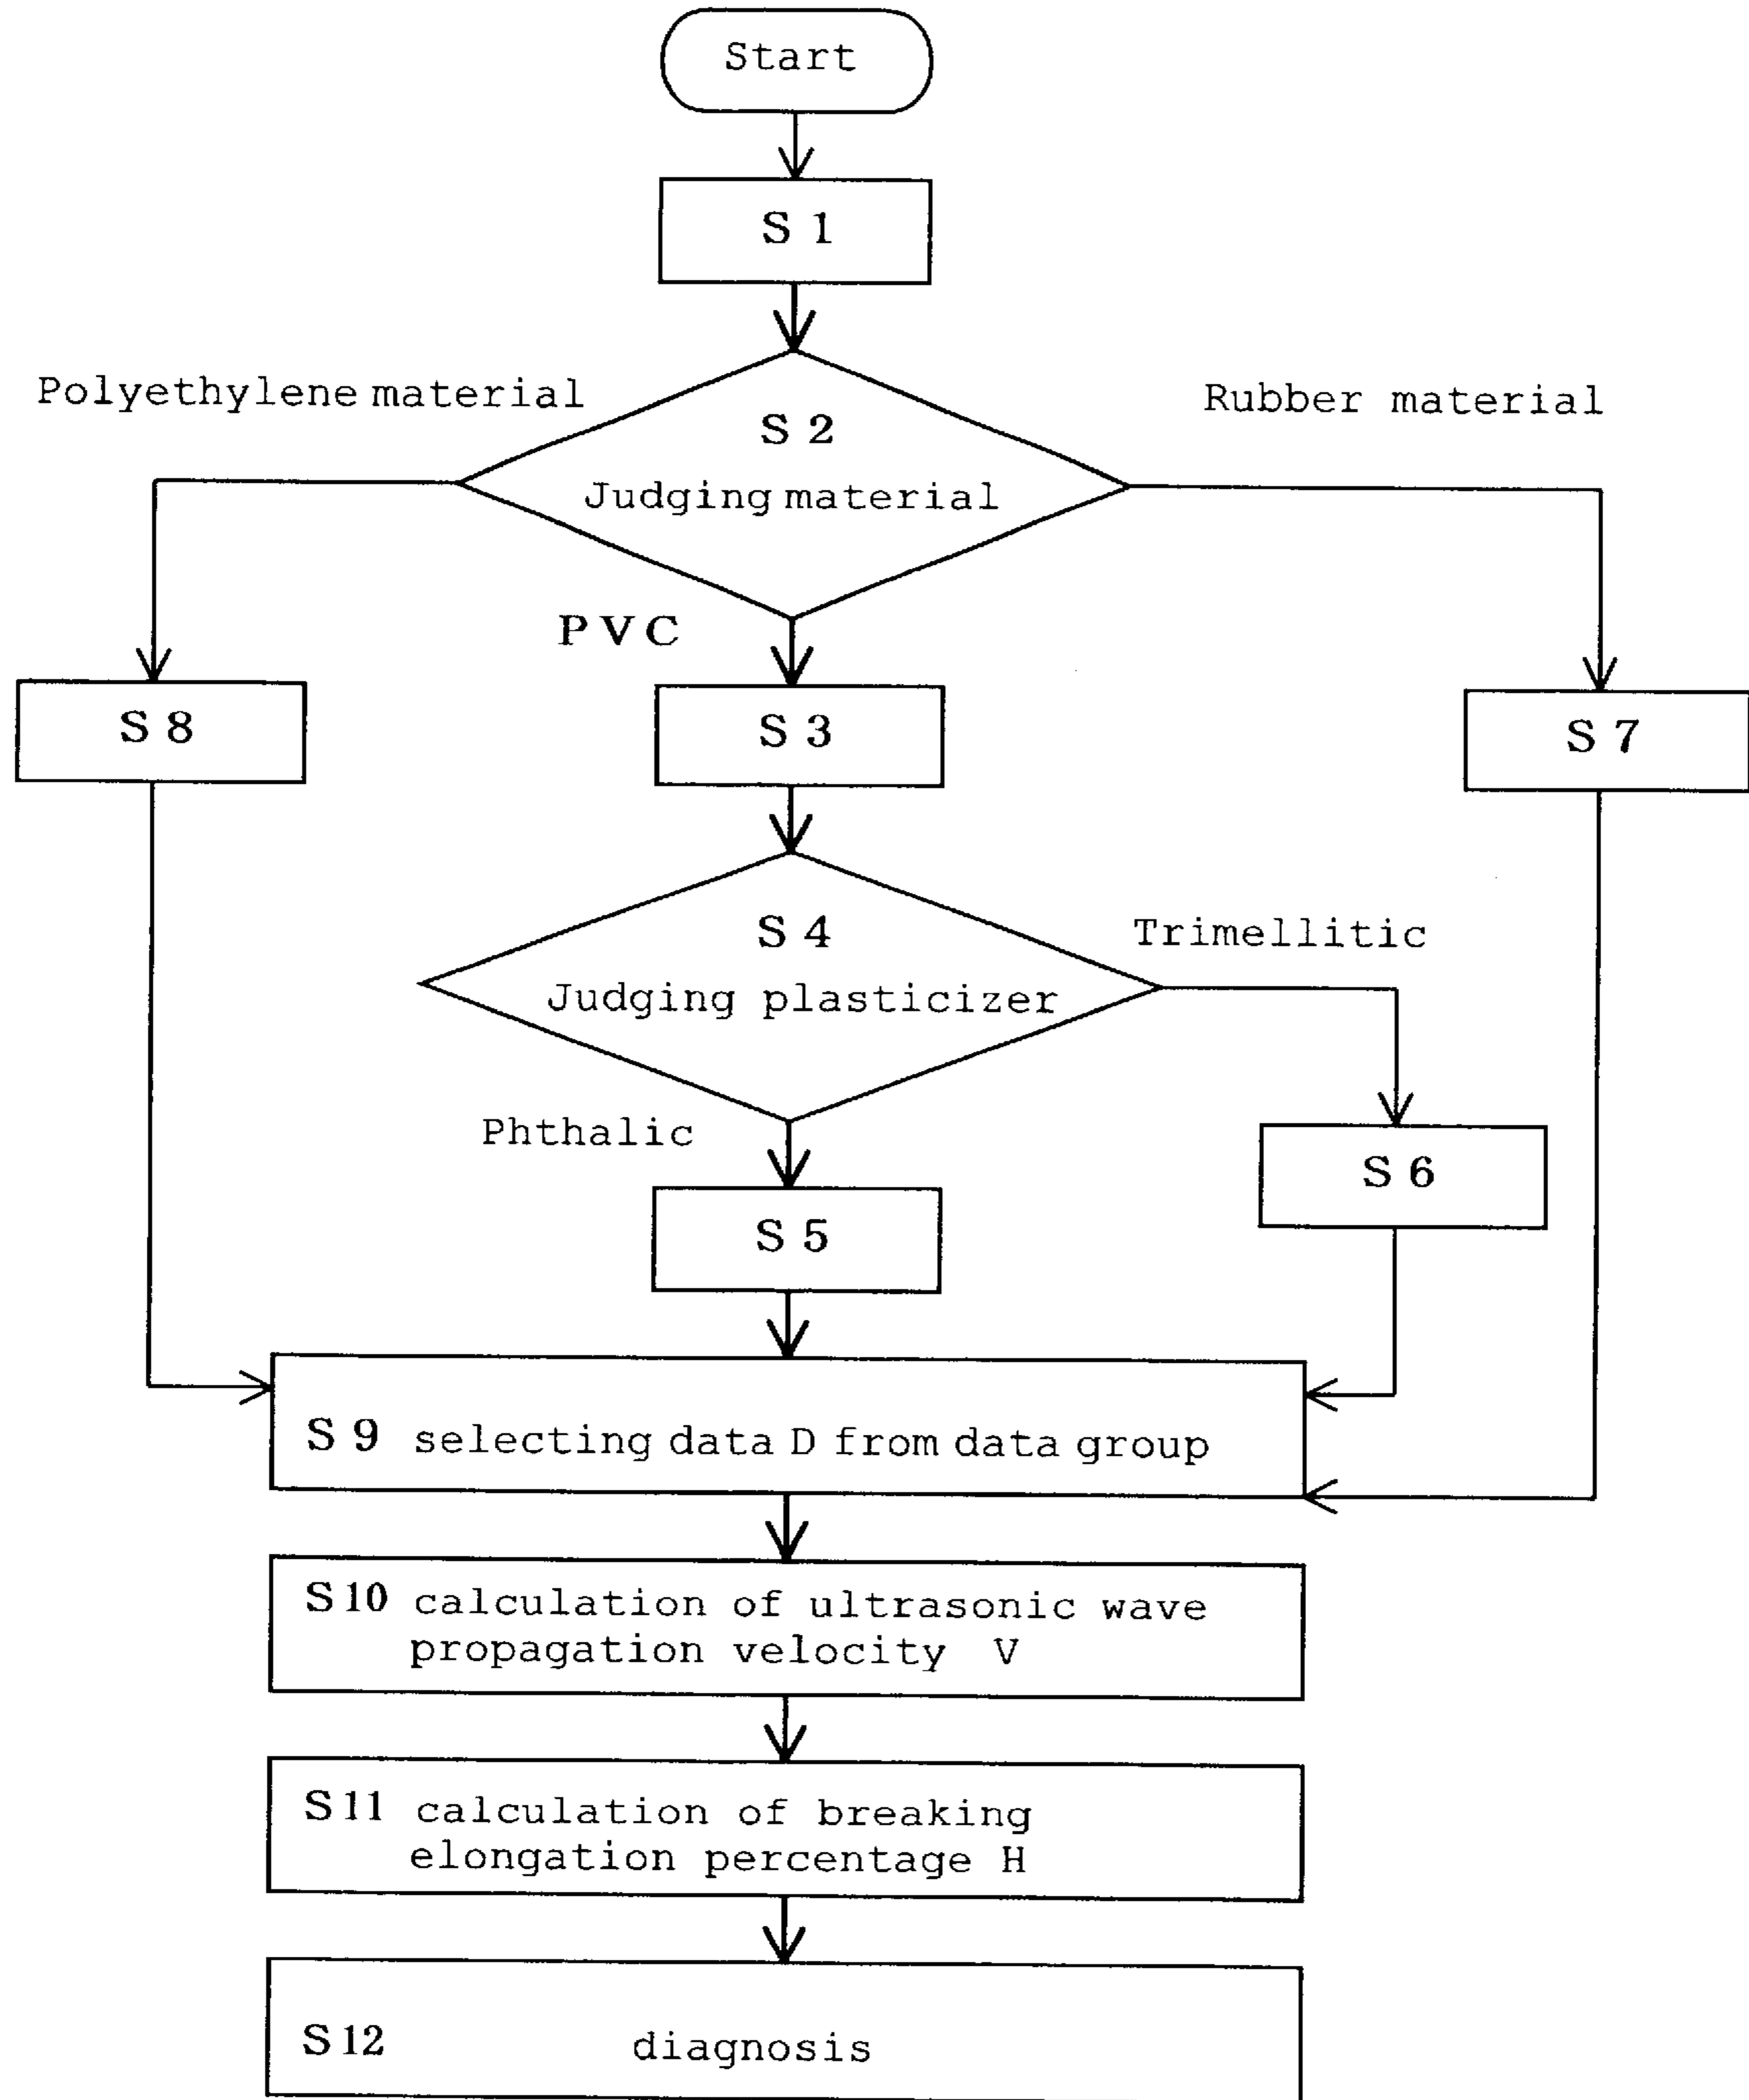 Start
S 1
Polyethylene material
Rubber material
S 2
Judging material
PVC
S 8
S 3
S 7
S 4
Trimellitic
Judging plasticizer
Phthalic
S 6
S 5
S 9 selecting data D from data group
S 10 calculation of ultrasonic wave
propagation velocity V
S 11 calculation of breaking
elongation percentage H
S 12 diagnosis